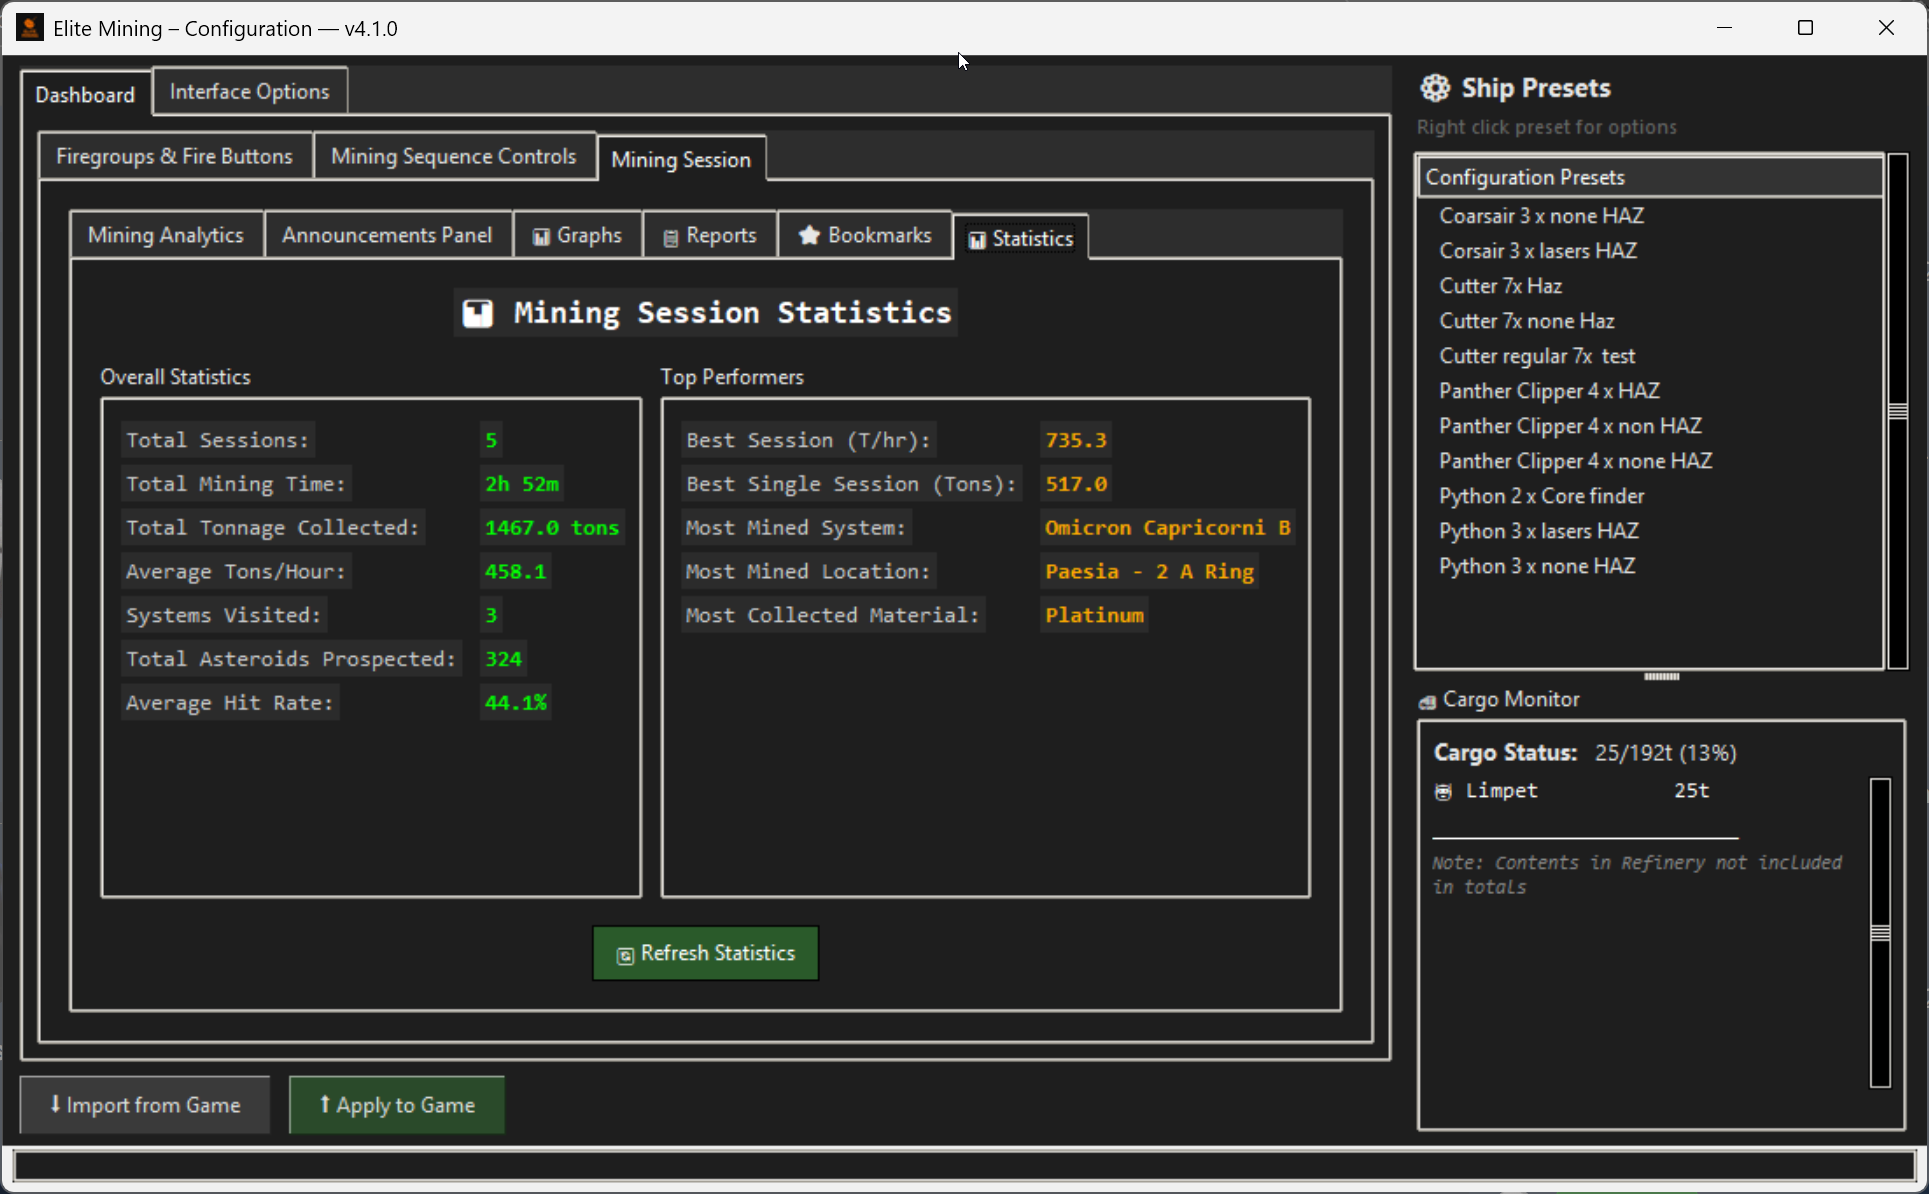 Elite Mining – Configuration — v4.1.0
Dashboard
Interface Options
Firegroups & Fire Buttons
Mining Sequence Controls
Mining Session
Mining Analytics
Announcements Panel
Graphs
Reports
Bookmarks
Statistics
Mining Session Statistics
Overall Statistics
Total Sessions: 5
Total Mining Time: 2h 52m
Total Tonnage Collected: 1467.0 tons
Average Tons/Hour: 458.1
Systems Visited: 3
Total Asteroids Prospected: 324
Average Hit Rate: 44.1%
Top Performers
Best Session (T/hr): 735.3
Best Single Session (Tons): 517.0
Most Mined System: Omicron Capricorni B
Most Mined Location: Paesia - 2 A Ring
Most Collected Material: Platinum
Refresh Statistics
Import from Game
Apply to Game
Ship Presets
Right click preset for options
Configuration Presets
Coarsair 3 x none HAZ
Corsair 3 x lasers HAZ
Cutter 7x Haz
Cutter 7x none Haz
Cutter regular 7x  test
Panther Clipper 4 x HAZ
Panther Clipper 4 x non HAZ
Panther Clipper 4 x none HAZ
Python 2 x Core finder
Python 3 x lasers HAZ
Python 3 x none HAZ
Cargo Monitor
Cargo Status: 25/192t (13%)
Limpet 25t
Note: Contents in Refinery not included
in totals